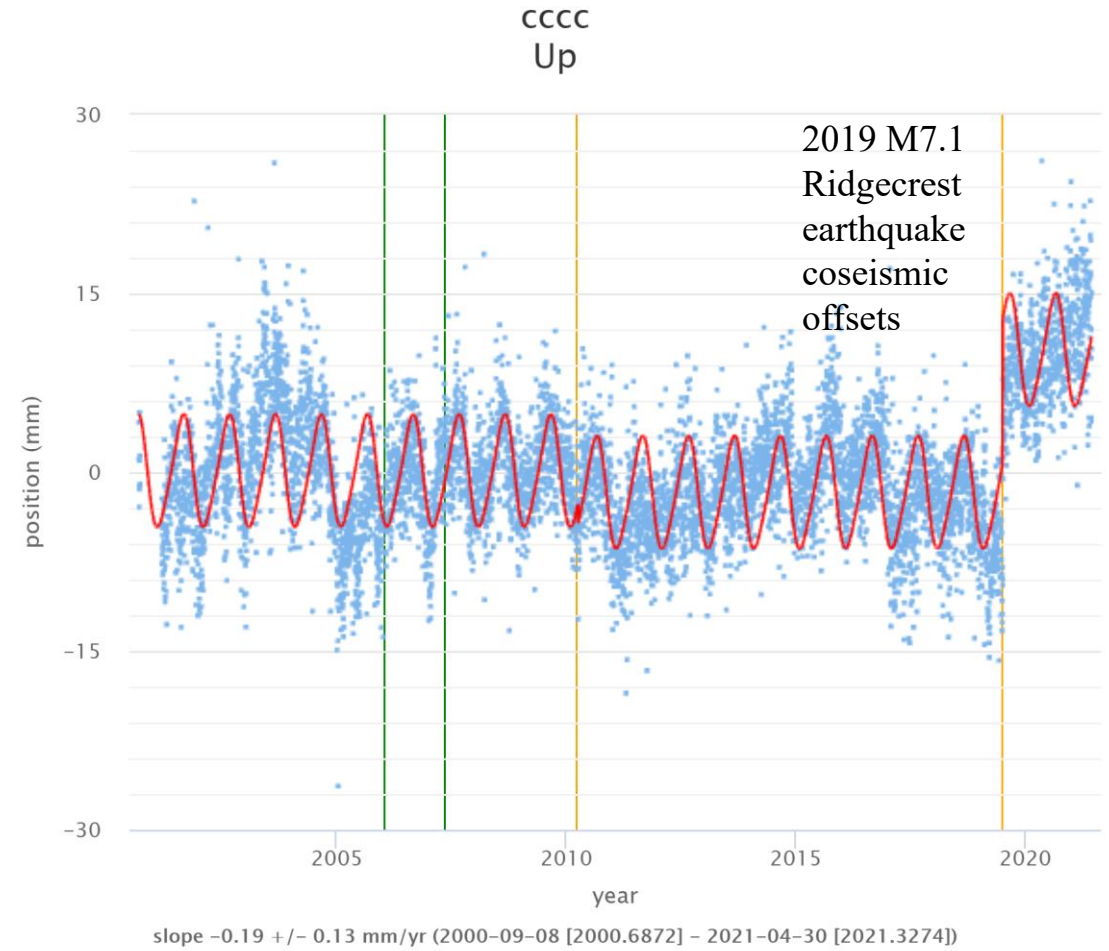 cccc
Up
30
2019 M7.1
Ridgecrest
earthquake
coseismic
offsets
15
0
-15
-30
position (mm)
2005 2010 2015 2020
year
slope -0.19 +/- 0.13 mm/yr (2000-09-08 [2000.6872] - 2021-04-30 [2021.3274])